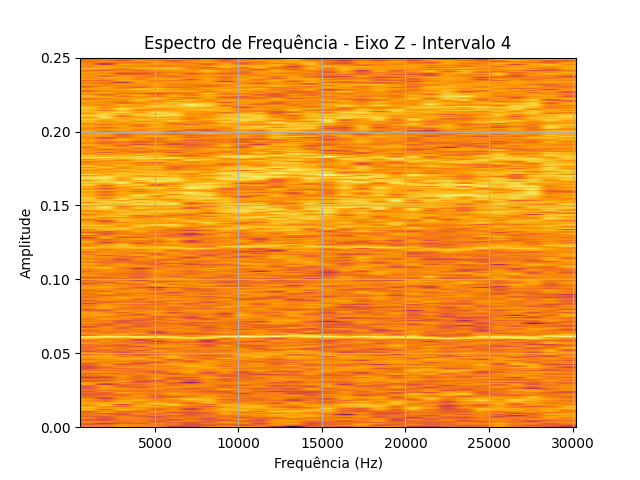 Espectro de Frequência - Eixo Z - Intervalo 4
0.25
0.20
0.15
0.10
0.05
0.00
Amplitude
5000 10000 15000 20000 25000 30000
Frequência (Hz)